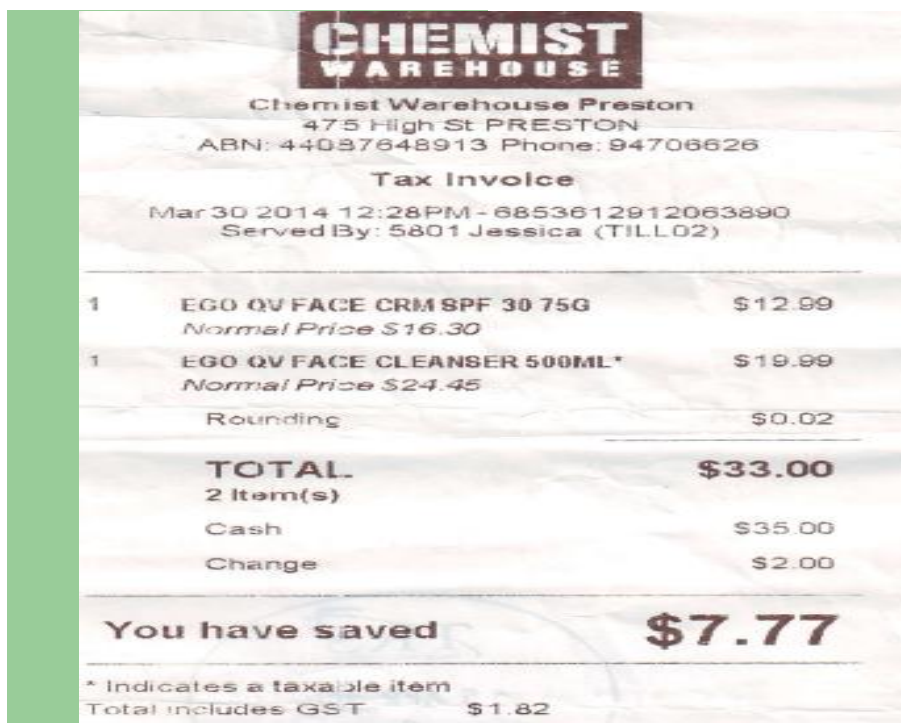 CHEMIST
WAREHOUSE
Chemist Warehouse Preston
475 High St PRESTON
ABN: 44087648913 Phone: 94706626
Tax Invoice
Mar 30 2014 12:28PM - 6853612912063890
Served By: 5801 Jessica (TILL02)
1 EGO QV FACE CRM SPF 30 75G $12.99
Normal Price $16.30
1 EGO QV FACE CLEANSER 500ML* $19.99
Normal Price $24.45
Rounding $0.02
TOTAL $33.00
2 Item(s)
Cash $35.00
Change $2.00
You have saved $7.77
* Indicates a taxable item
Total includes GST $1.82